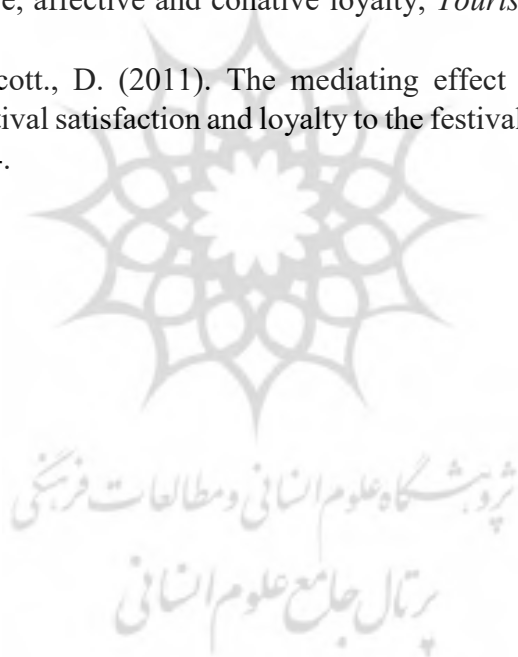 e, affective and conative loyalty, Touris
cott., D. (2011). The mediating effect
tival satisfaction and loyalty to the festival
.
پژوهشگاه علوم انسانی و مطالعات فرهنگی
پرتال جامع علوم انسانی